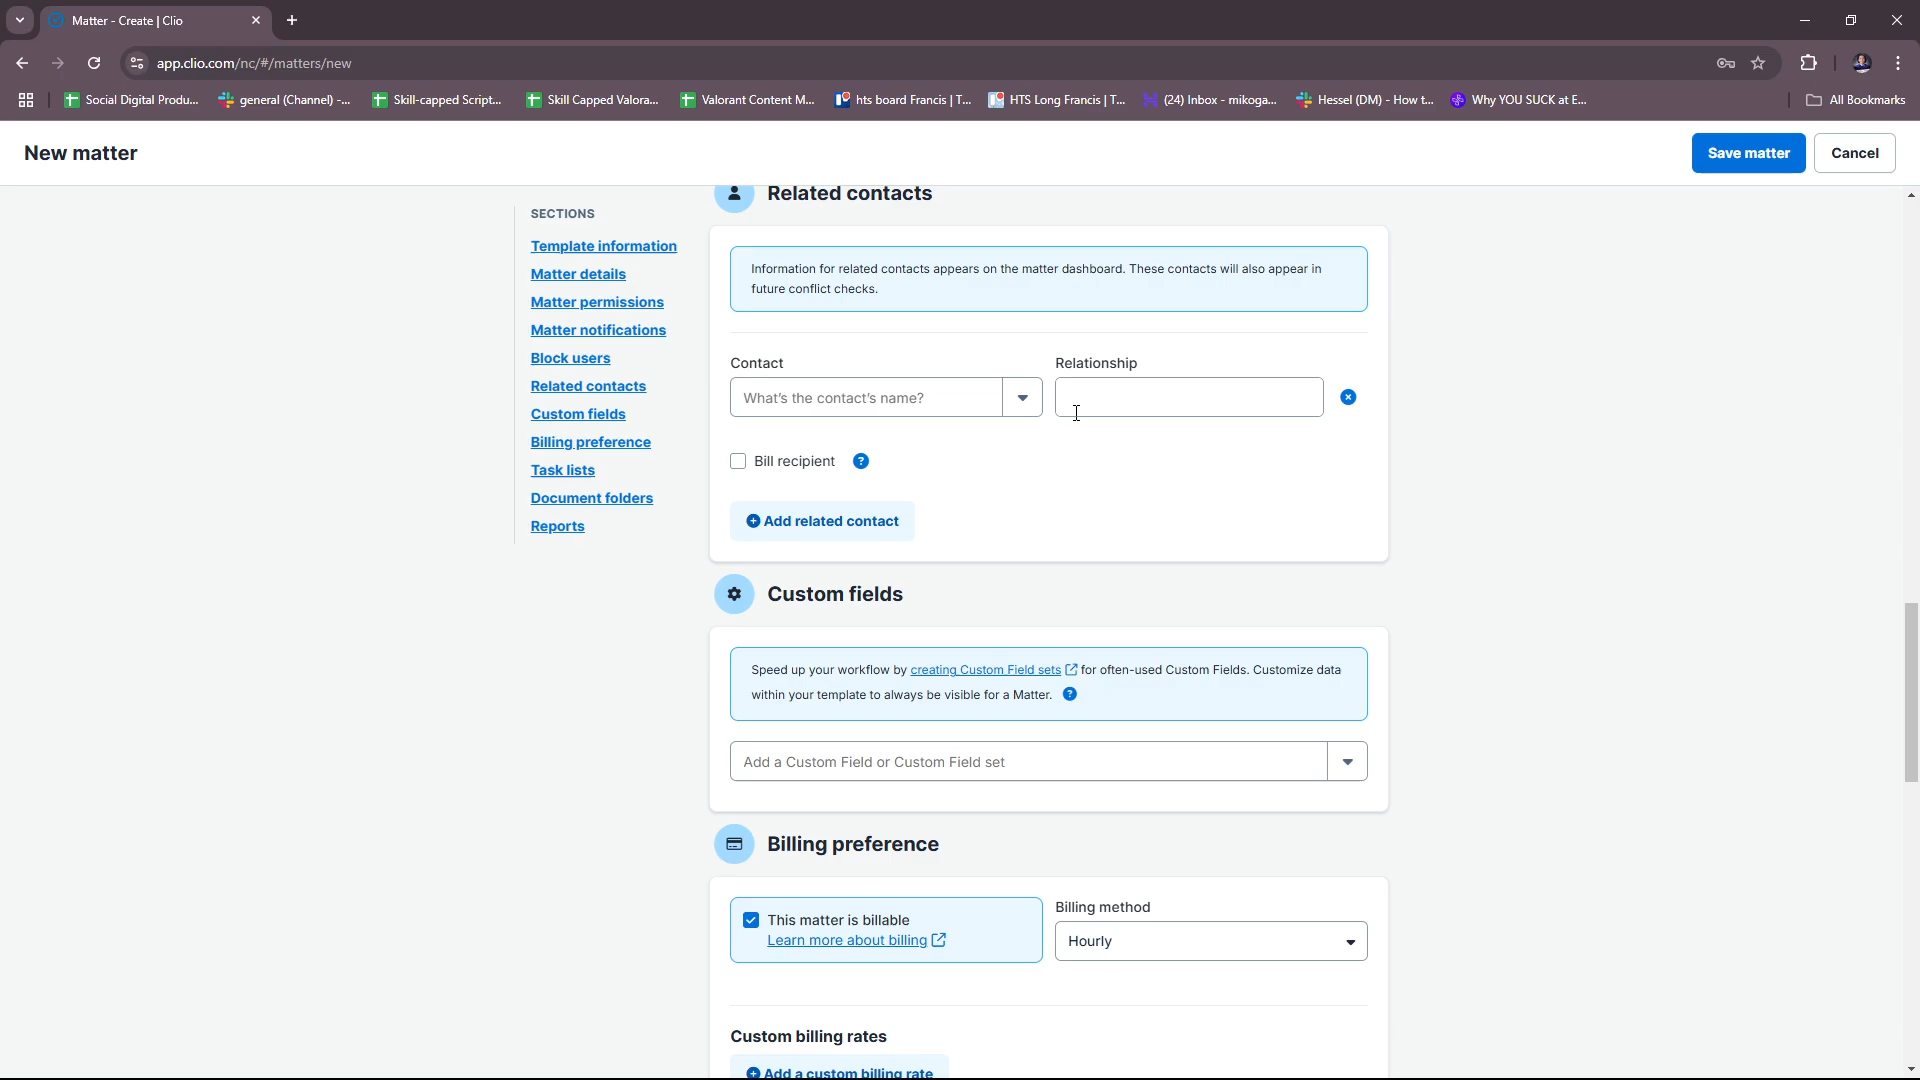 Matter - Create | Clio
app.clio.com/nc/#/matters/new
Social Digital Produ...
general (Channel) -...
Skill-capped Script...
Skill Capped Valora...
Valorant Content M...
hts board Francis | T...
HTS Long Francis | T...
(24) Inbox - mikoga...
Hessel (DM) - How t...
Why YOU SUCK at E...
All Bookmarks
New matter
Save matter
Cancel
SECTIONS
Template information
Matter details
Matter permissions
Matter notifications
Block users
Related contacts
Custom fields
Billing preference
Task lists
Document folders
Reports
Related contacts
Information for related contacts appears on the matter dashboard. These contacts will also appear in
future conflict checks.
Contact
Relationship
What's the contact's name?
Bill recipient
Add related contact
Custom fields
Speed up your workflow by creating Custom Field sets for often-used Custom Fields. Customize data
within your template to always be visible for a Matter.
Add a Custom Field or Custom Field set
Billing preference
This matter is billable
Learn more about billing
Billing method
Hourly
Custom billing rates
Add a custom billing rate